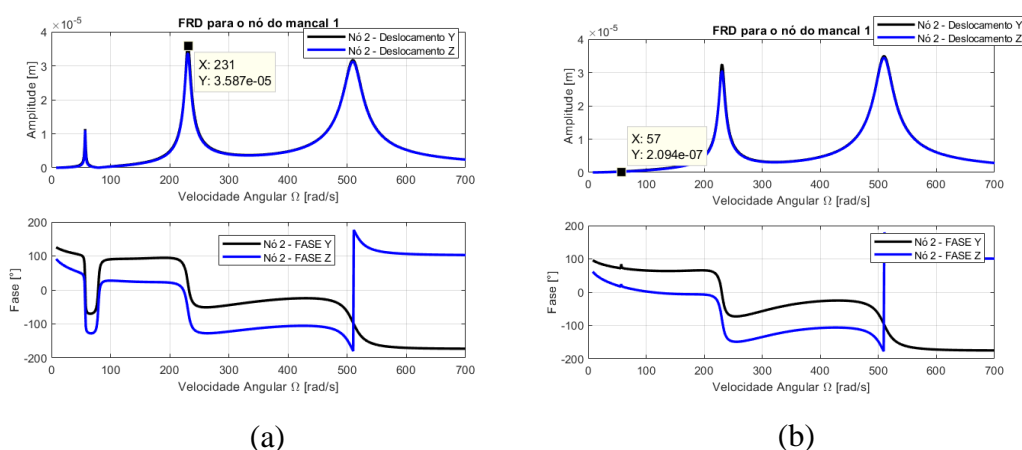 FRD para o nó do mancal 1
× 10⁻⁵
Nó 2 - Deslocamento Y
Nó 2 - Deslocamento Z
X: 231
Y: 3.587e-05
Amplitude [m]
4
3
2
1
0
0 100 200 300 400 500 600 700
Velocidade Angular Ω [rad/s]
Nó 2 - FASE Y
Nó 2 - FASE Z
Fase [°]
200
100
0
-100
-200
0 100 200 300 400 500 600 700
Velocidade Angular Ω [rad/s]
(a)
FRD para o nó do mancal 1
× 10⁻⁵
Nó 2 - Deslocamento Y
Nó 2 - Deslocamento Z
X: 57
Y: 2.094e-07
Amplitude [m]
4
3
2
1
0
0 100 200 300 400 500 600 700
Velocidade Angular Ω [rad/s]
Nó 2 - FASE Y
Nó 2 - FASE Z
Fase [°]
200
100
0
-100
-200
0 100 200 300 400 500 600 700
Velocidade Angular Ω [rad/s]
(b)